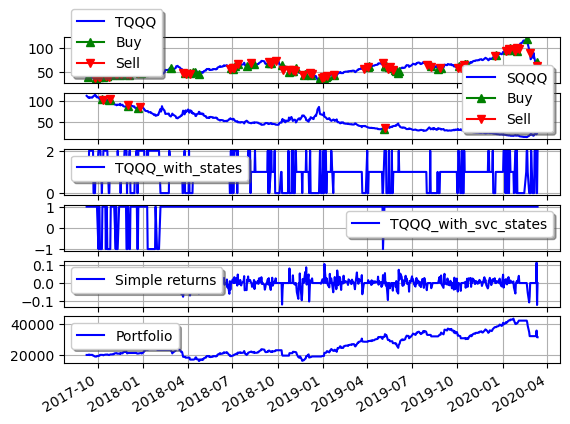 TQQQ
Buy
Sell
100
50
SQQQ
Buy
Sell
100
50
2
TQQQ_with_states
0
1
0
TQQQ_with_svc_states
−1
0.1
0.0
Simple returns
−0.1
40000
Portfolio
20000
2017-10
2018-01
2018-04
2018-07
2018-10
2019-01
2019-04
2019-07
2019-10
2020-01
2020-04